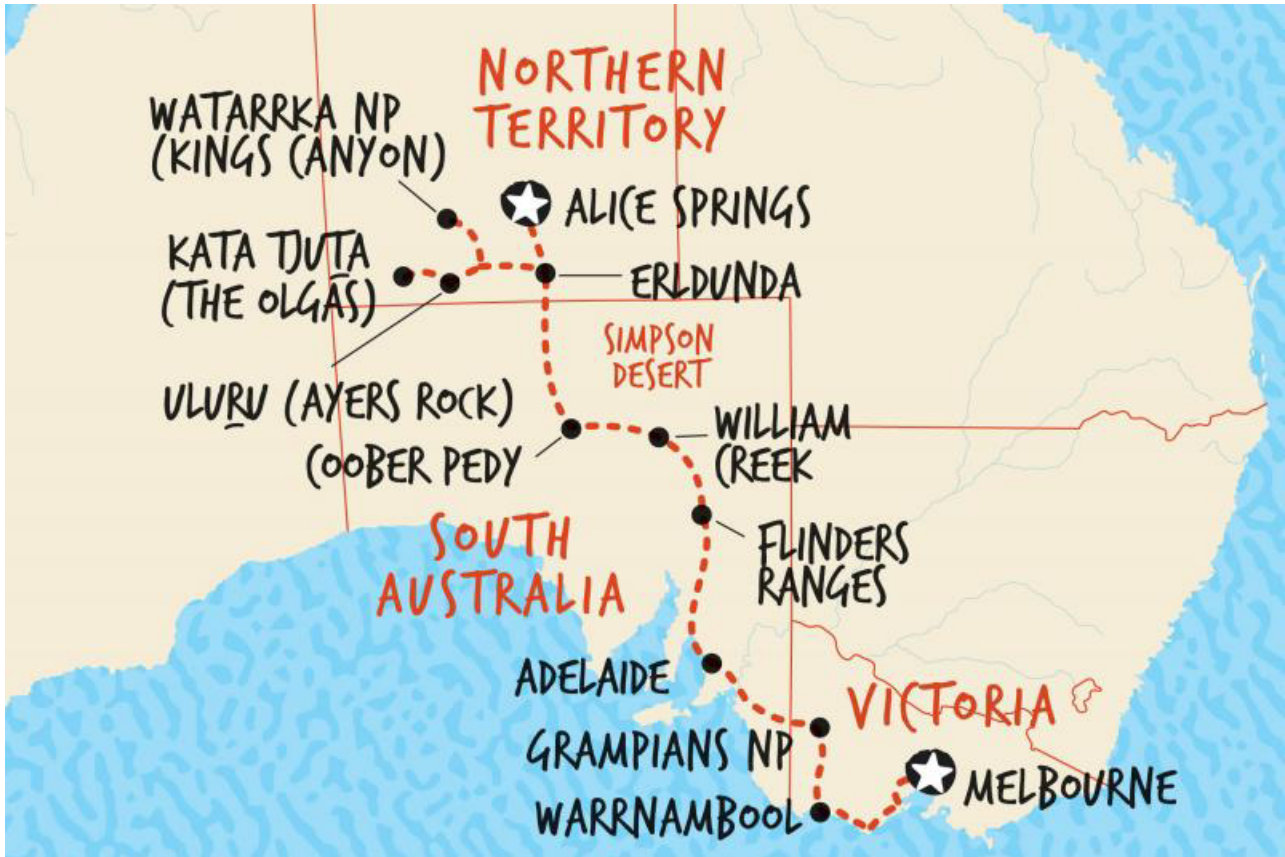 NORTHERN
TERRITORY
WATARRKA NP
(KINGS CANYON)
ALICE SPRINGS
KATA TJUṮA
(THE OLGAS)
ERLDUNDA
SIMPSON
DESERT
ULURU (AYERS ROCK)
COOBER PEDY
WILLIAM
CREEK
SOUTH
AUSTRALIA
FLINDERS
RANGES
ADELAIDE
VICTORIA
GRAMPIANS NP
MELBOURNE
WARRNAMBOOL